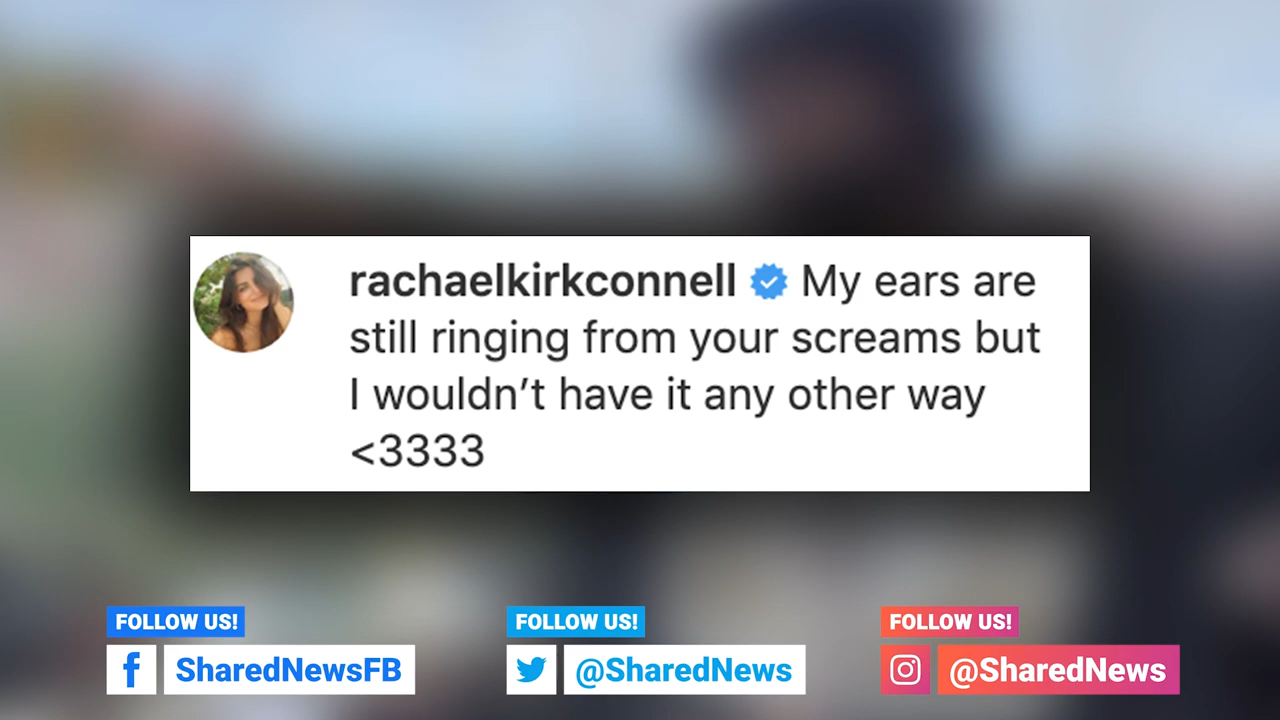 rachaelkirkconnell My ears are
still ringing from your screams but
I wouldn’t have it any other way
<3333
FOLLOW US!
SharedNewsFB
FOLLOW US!
@SharedNews
FOLLOW US!
@SharedNews